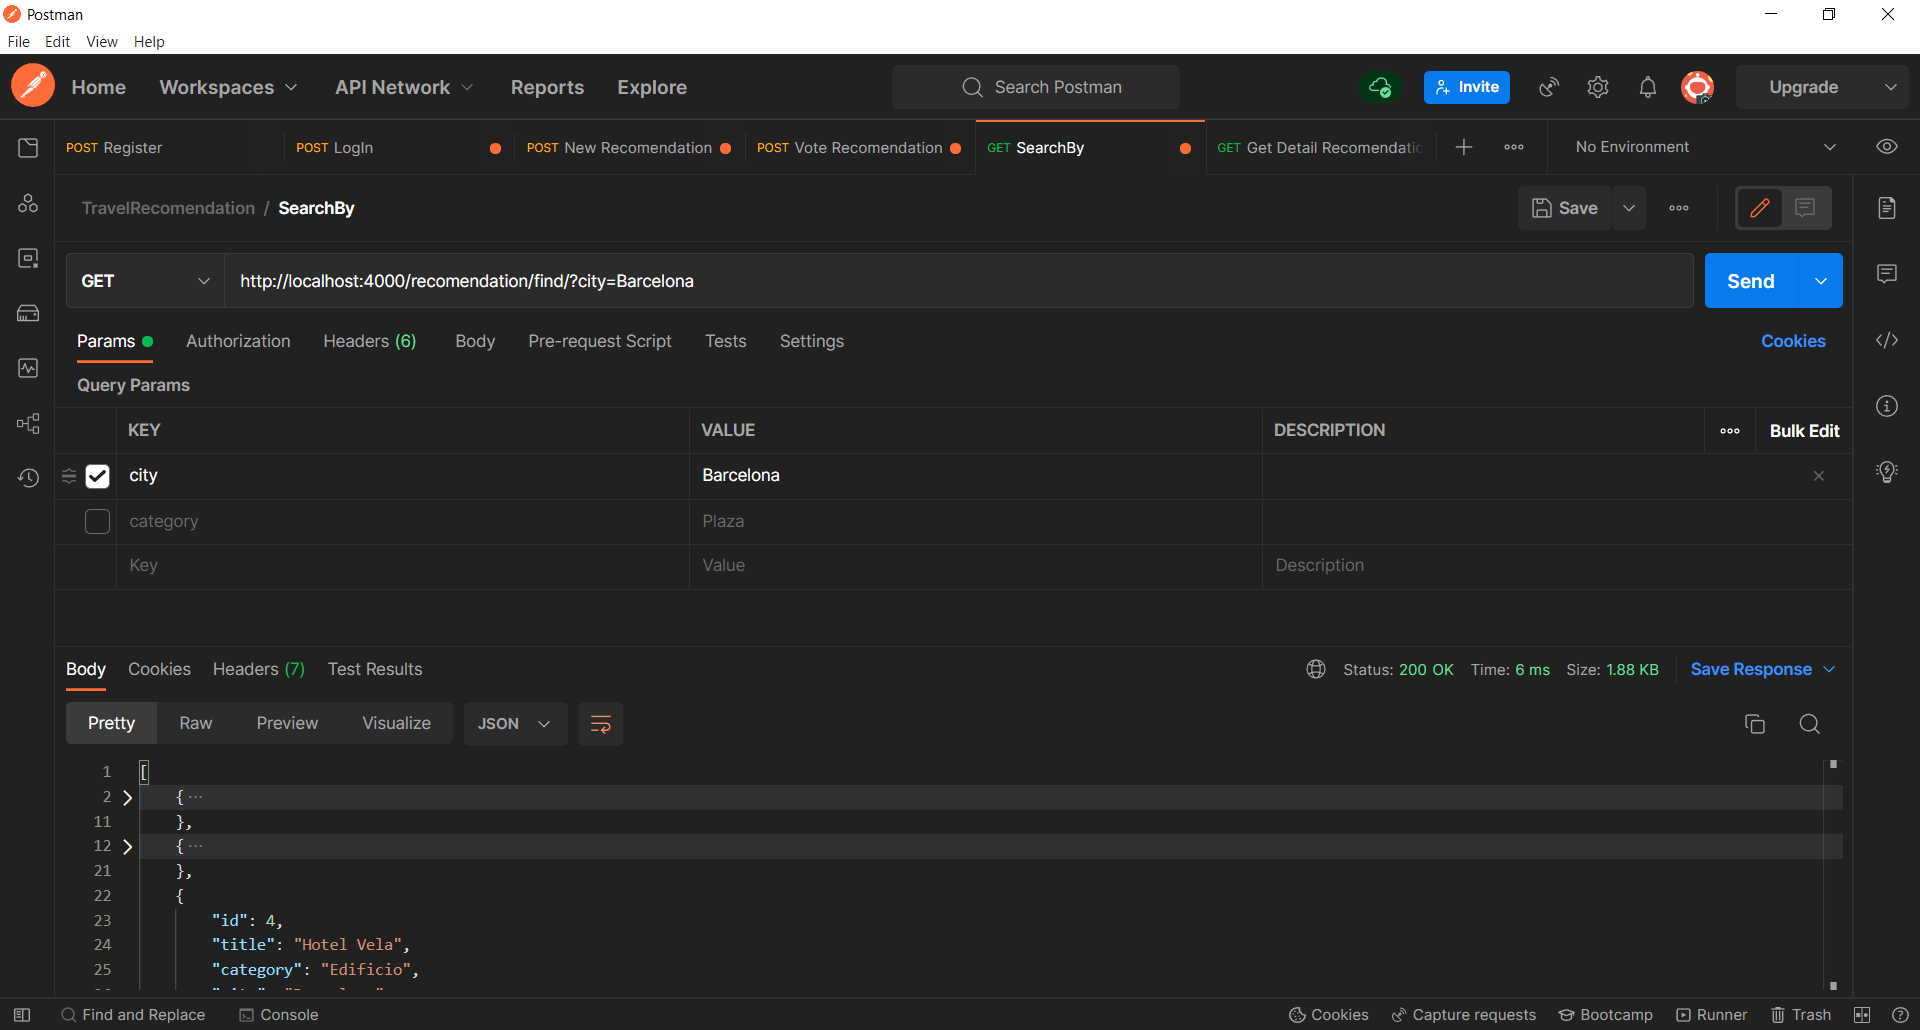 Postman
File Edit View Help
Home Workspaces API Network Reports Explore Search Postman Invite Upgrade
POST Register POST LogIn POST New Recomendation POST Vote Recomendation GET SearchBy GET Get Detail Recomendatio No Environment
TravelRecomendation / SearchBy Save
GET http://localhost:4000/recomendation/find/?city=Barcelona Send
Params Authorization Headers (6) Body Pre-request Script Tests Settings Cookies
Query Params
KEY VALUE DESCRIPTION Bulk Edit
city Barcelona
category Plaza
Key Value Description
Body Cookies Headers (7) Test Results Status: 200 OK Time: 6 ms Size: 1.88 KB Save Response
Pretty Raw Preview Visualize JSON
1 [
2 { ...
11 },
12 { ...
21 },
22 {
23 "id": 4,
24 "title": "Hotel Vela",
25 "category": "Edificio",
Find and Replace Console Cookies Capture requests Bootcamp Runner Trash